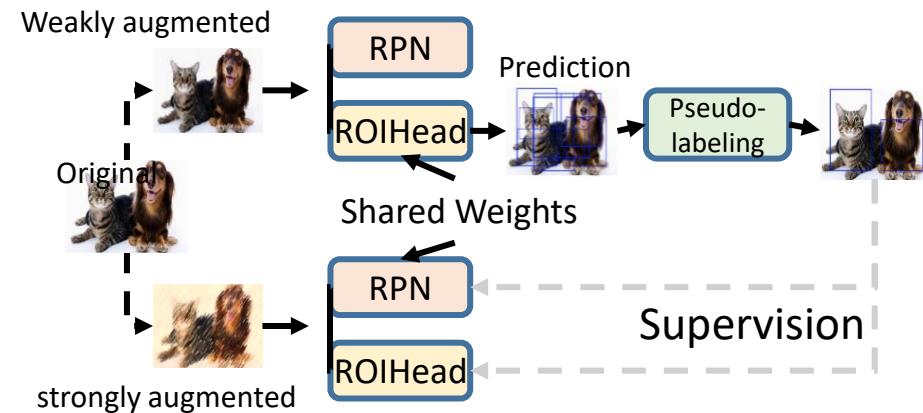 Weakly augmented
RPN
Prediction
ROIHead
Pseudo-
labeling
Original
Shared Weights
RPN
Supervision
ROIHead
strongly augmented